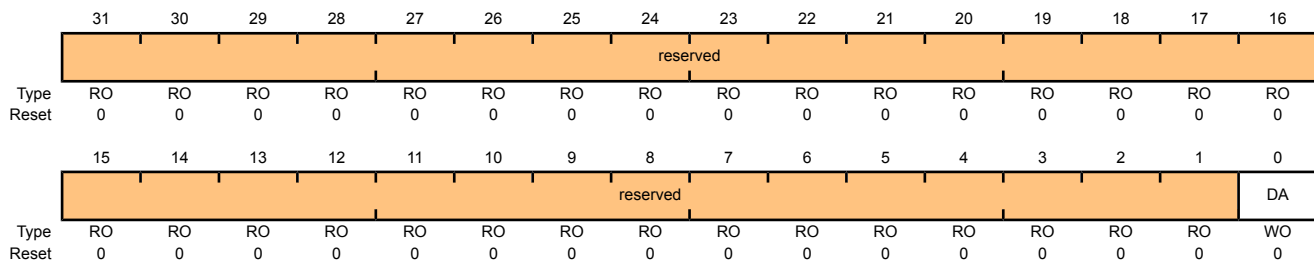 31 30 29 28 27 26 25 24 23 22 21 20 19 18 17 16
reserved
Type RO RO RO RO RO RO RO RO RO RO RO RO RO RO RO RO
Reset 0 0 0 0 0 0 0 0 0 0 0 0 0 0 0 0
15 14 13 12 11 10 9 8 7 6 5 4 3 2 1 0
reserved DA
Type RO RO RO RO RO RO RO RO RO RO RO RO RO RO RO WO
Reset 0 0 0 0 0 0 0 0 0 0 0 0 0 0 0 0